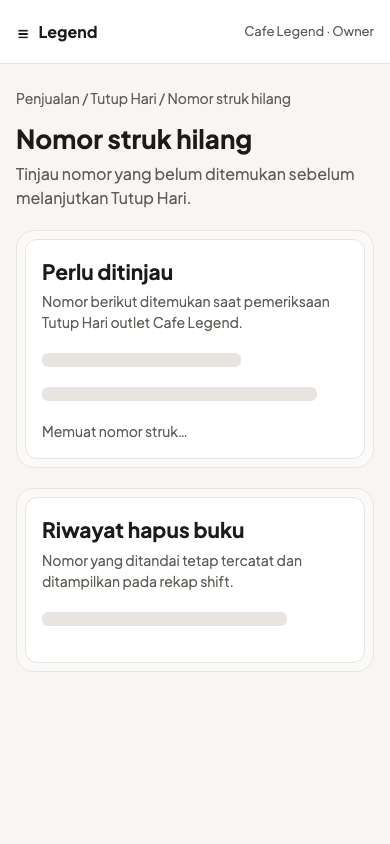 ≡ Legend
Cafe Legend · Owner
Penjualan / Tutup Hari / Nomor struk hilang
Nomor struk hilang
Tinjau nomor yang belum ditemukan sebelum
melanjutkan Tutup Hari.
Perlu ditinjau
Nomor berikut ditemukan saat pemeriksaan
Tutup Hari outlet Cafe Legend.
Memuat nomor struk...
Riwayat hapus buku
Nomor yang ditandai tetap tercatat dan
ditampilkan pada rekap shift.